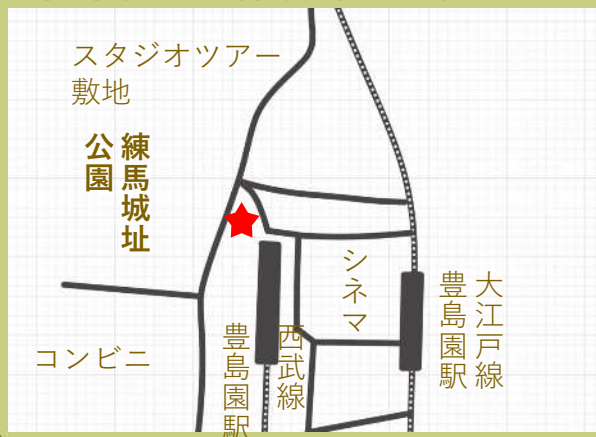 スタジオツアー
敷地
練馬城址
公園
シネマ
大江戸線
豊島園駅
コンビニ
西武線
豊島園駅